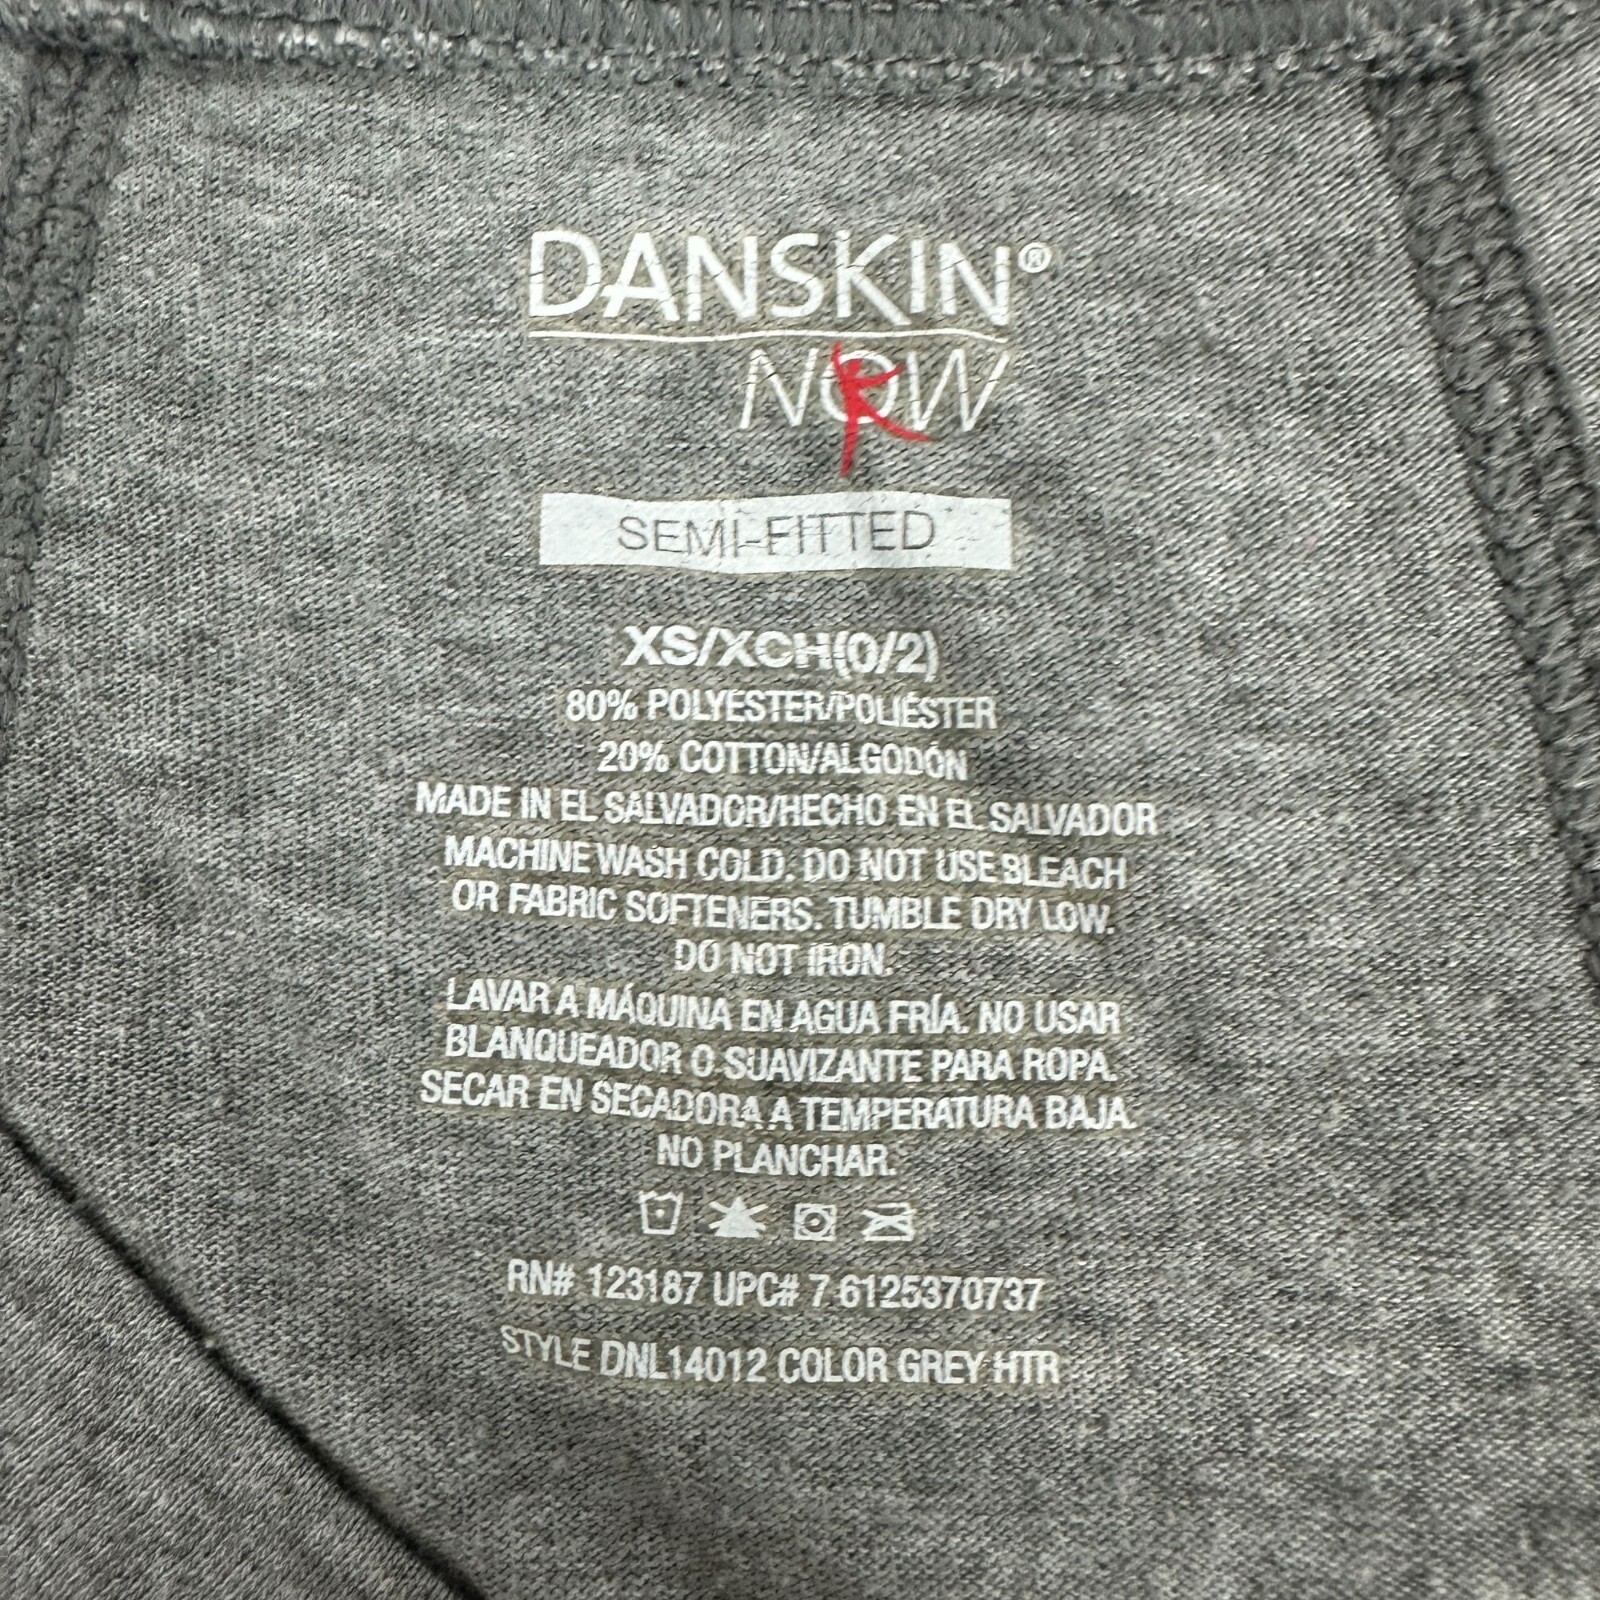 DANSKIN®
NOW
SEMI-FITTED
XS/XCH(0/2)
80% POLYESTER/POLIÉSTER
20% COTTON/ALGODÓN
MADE IN EL SALVADOR/HECHO EN EL SALVADOR
MACHINE WASH COLD. DO NOT USE BLEACH
OR FABRIC SOFTENERS. TUMBLE DRY LOW.
DO NOT IRON.
LAVAR A MÁQUINA EN AGUA FRÍA. NO USAR
BLANQUEADOR O SUAVIZANTE PARA ROPA.
SECAR EN SECADORA A TEMPERATURA BAJA.
NO PLANCHAR.
RN# 123187 UPC# 7 6125370737
STYLE DNL14012 COLOR GREY HTR